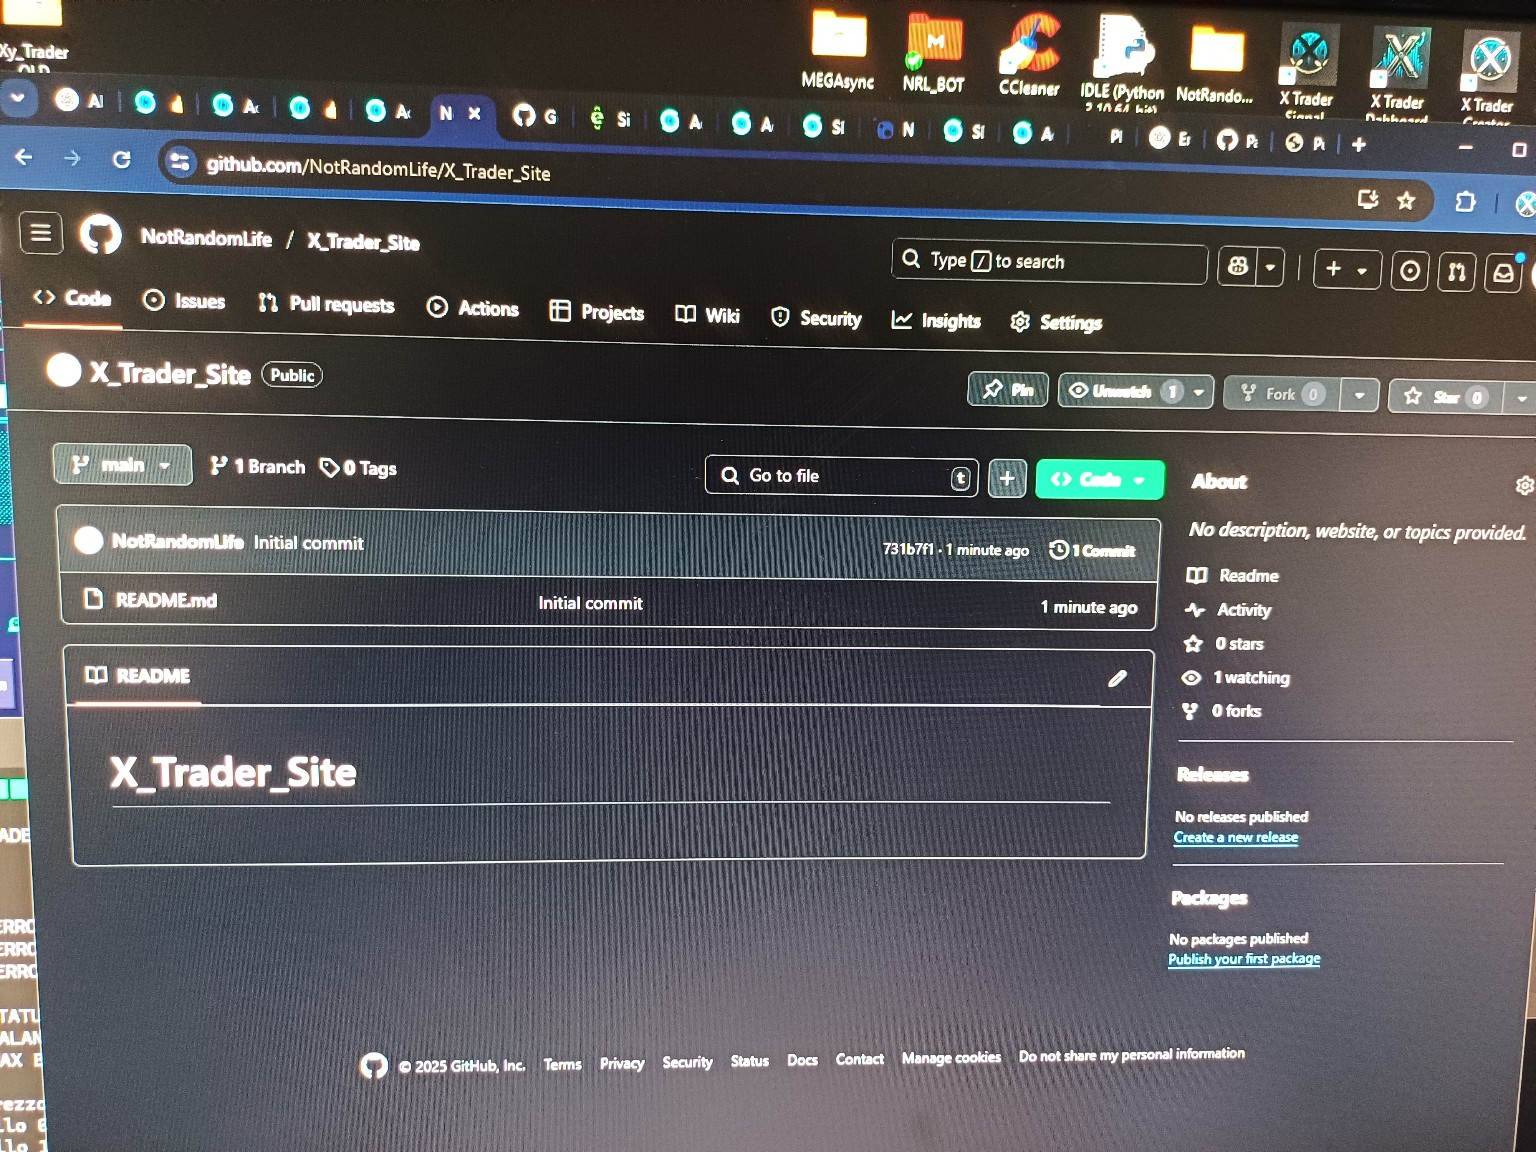 Xy_Trader
OLD
MEGAsync
NRL_BOT
CCleaner
IDLE (Python
3.10 64-bit)
NotRando...
X Trader
Signal
X Trader
Dashboard
X Trader
Creator
AI
Ac
Ac
N
G
Si
A
A
SI
N
SI
A
PI
Er
Pa
github.com/NotRandomLife/X_Trader_Site
NotRandomLife / X_Trader_Site
Type / to search
Code
Issues
Pull requests
Actions
Projects
Wiki
Security
Insights
Settings
X_Trader_Site
Public
Pin
Unwatch 1
Fork 0
Star 0
main
1 Branch
0 Tags
Go to file
t
Code
About
No description, website, or topics provided.
NotRandomLife Initial commit
731b7f1 · 1 minute ago
1 Commit
README.md
Initial commit
1 minute ago
README
X_Trader_Site
Readme
Activity
0 stars
1 watching
0 forks
Releases
No releases published
Create a new release
Packages
No packages published
Publish your first package
© 2025 GitHub, Inc.
Terms
Privacy
Security
Status
Docs
Contact
Manage cookies
Do not share my personal information
ADE
ERRO
ERRO
ERRO
TATU
ALAN
AX E
rezzo
llo
llo